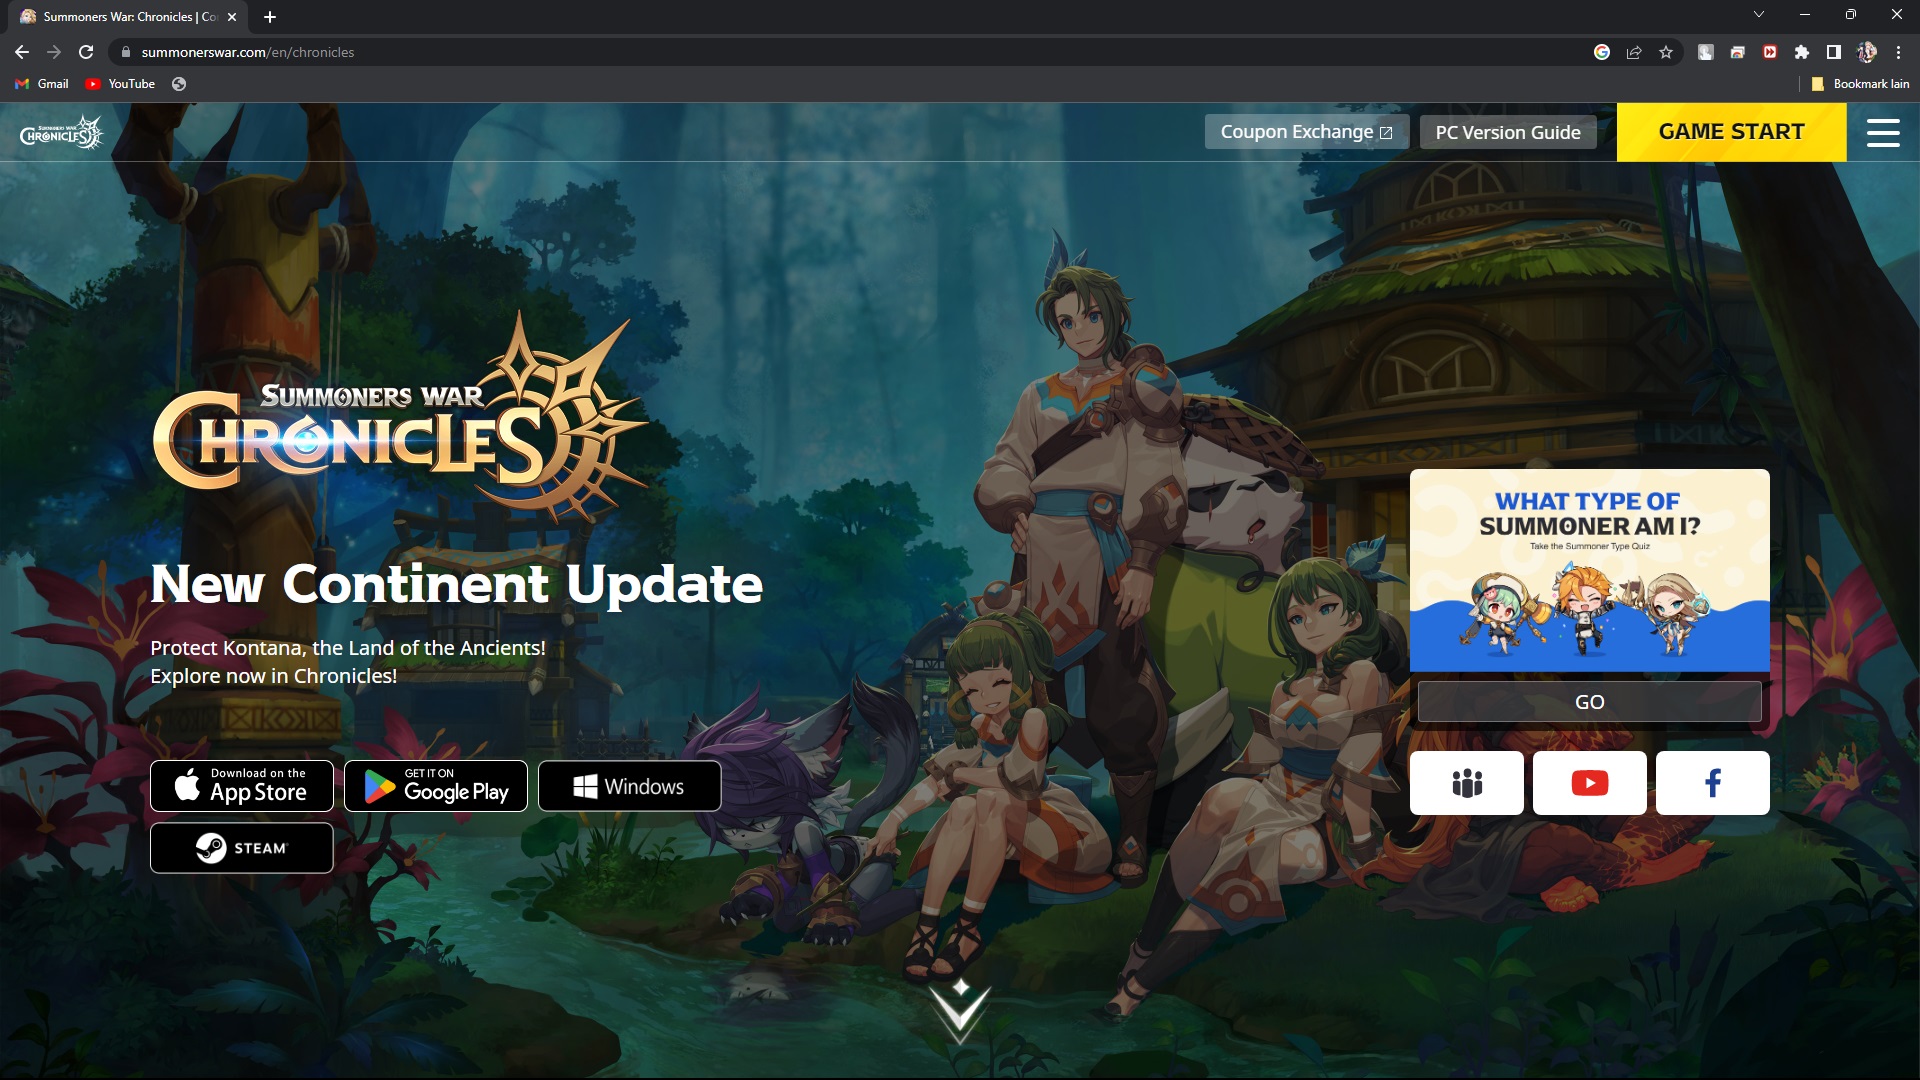 Summoners War: Chronicles | Co
summonerswar.com/en/chronicles
Gmail
YouTube
Bookmark lain
SUMMONERS WAR
CHRONICLES
Coupon Exchange
PC Version Guide
GAME START
SUMMONERS WAR
CHRONICLES
New Continent Update
Protect Kontana, the Land of the Ancients!
Explore now in Chronicles!
Download on the
App Store
GET IT ON
Google Play
Windows
STEAM
WHAT TYPE OF
SUMMONER AM I?
Take the Summoner Type Quiz
GO